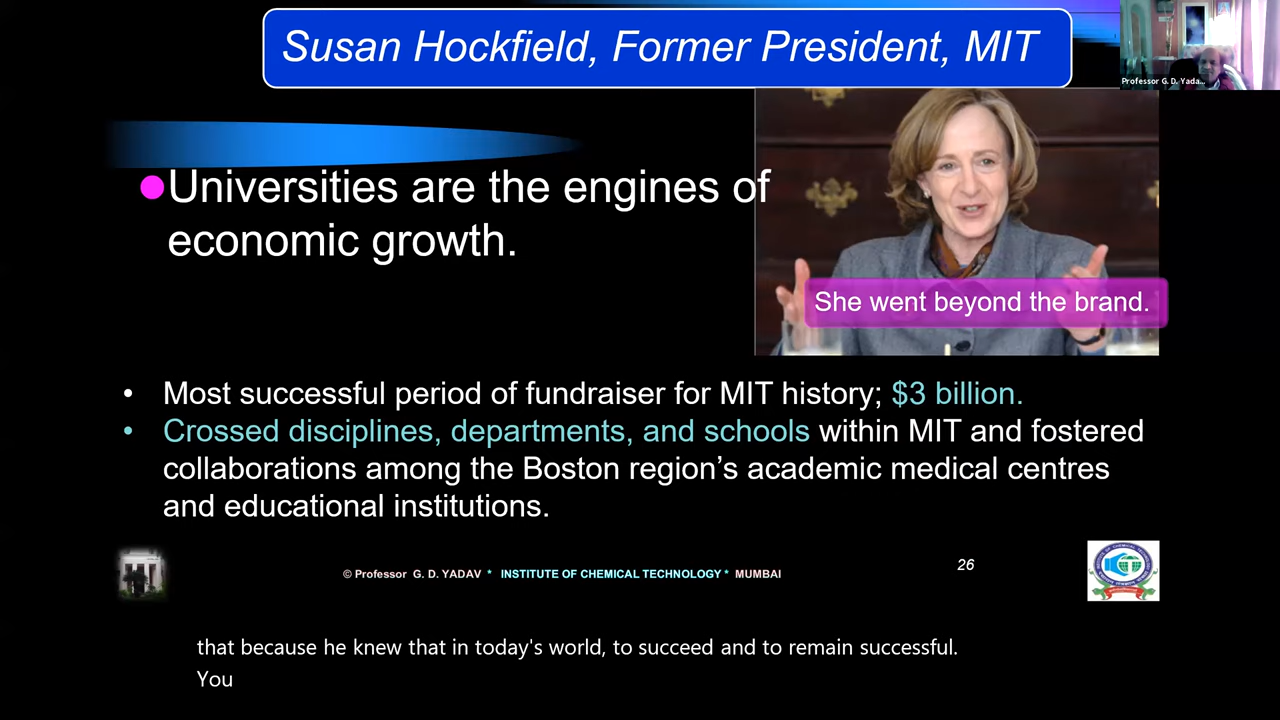 Susan Hockfield, Former President, MIT
Professor G. D. Yada...
Universities are the engines of
economic growth.
She went beyond the brand.
• Most successful period of fundraiser for MIT history; $3 billion.
• Crossed disciplines, departments, and schools within MIT and fostered
collaborations among the Boston region's academic medical centres
and educational institutions.
© Professor G. D. YADAV * INSTITUTE OF CHEMICAL TECHNOLOGY * MUMBAI
26
that because he knew that in today's world, to succeed and to remain successful.
You